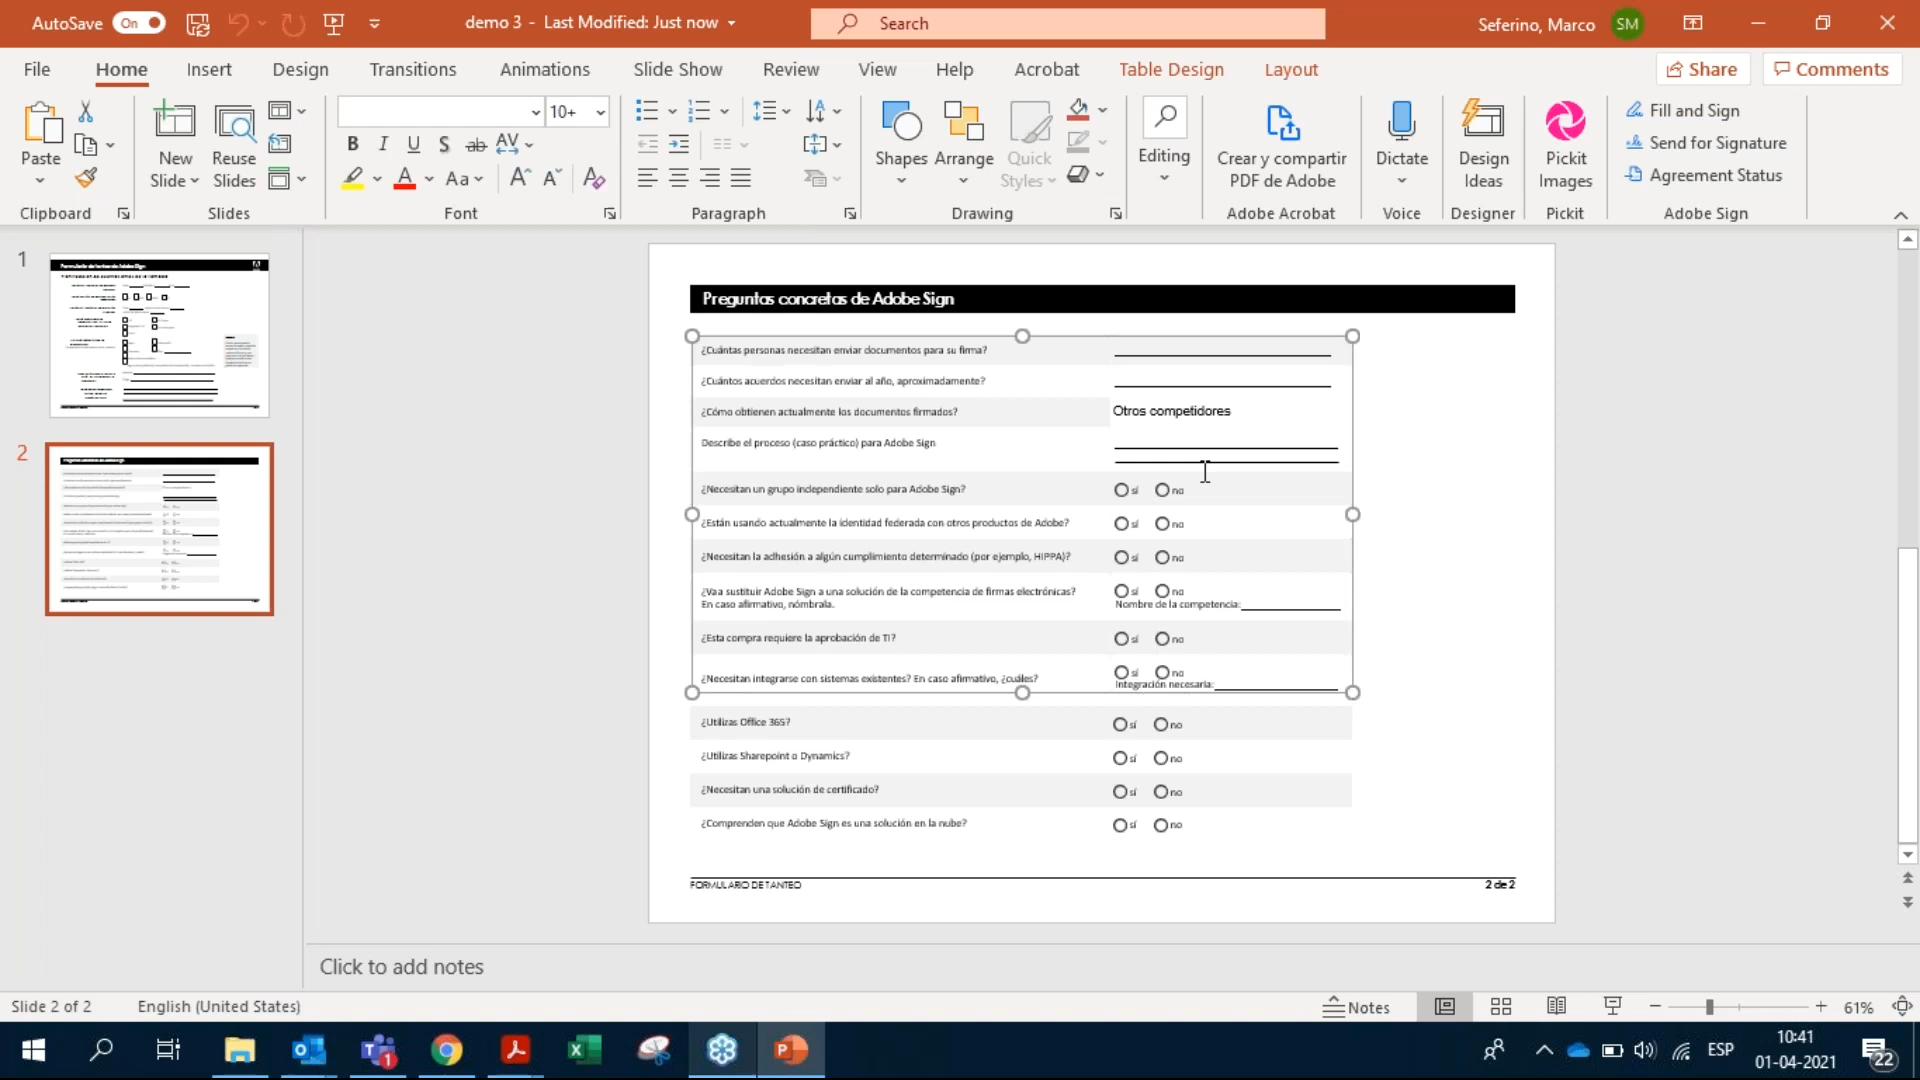 AutoSave On demo 3 - Last Modified: Just now Search Seferino, Marco SM
File Home Insert Design Transitions Animations Slide Show Review View Help Acrobat Table Design Layout Share Comments
Paste New Slide Reuse Slides 10+ Shapes Arrange Quick Styles Editing Crear y compartir PDF de Adobe Dictate Design Ideas Pickit Images Fill and Sign
Send for Signature
Agreement Status
Clipboard Slides Font Paragraph Drawing Adobe Acrobat Voice Designer Pickit Adobe Sign
1
2
Preguntas concretas de Adobe Sign
¿Cuántas personas necesitan enviar documentos para su firma?
¿Cuántos acuerdos necesitan enviar al año, aproximadamente?
¿Cómo obtienen actualmente los documentos firmados? Otros competidores
Describe el proceso (caso práctico) para Adobe Sign
¿Necesitan un grupo independiente solo para Adobe Sign? sí no
¿Están usando actualmente la identidad federada con otros productos de Adobe? sí no
¿Necesitan la adhesión a algún cumplimiento determinado (por ejemplo, HIPPA)? sí no
¿Vaa sustituir Adobe Sign a una solución de la competencia de firmas electrónicas? sí no
En caso afirmativo, nómbrala. Nombre de la competencia:
¿Esta compra requiere la aprobación de TI? sí no
¿Necesitan integrarse con sistemas existentes? En caso afirmativo, ¿cuáles? sí no
Integración necesaria:
¿Utilizas Office 365? sí no
¿Utilizas Sharepoint o Dynamics? sí no
¿Necesitan una solución de certificado? sí no
¿Comprenden que Adobe Sign es una solución en la nube? sí no
FORMULARIO DE TANTEO 2 de 2
Click to add notes
Slide 2 of 2 English (United States) Notes 61%
ESP 10:41
01-04-2021 22